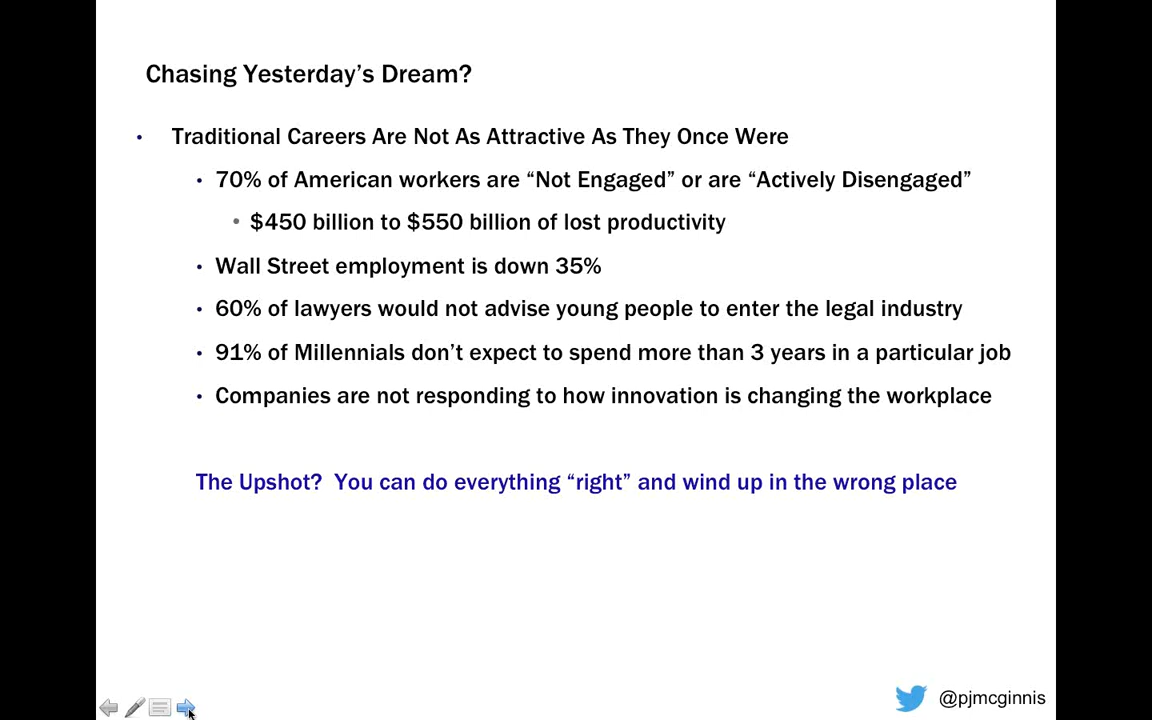 Chasing Yesterday’s Dream?
• Traditional Careers Are Not As Attractive As They Once Were
• 70% of American workers are “Not Engaged” or are “Actively Disengaged”
• $450 billion to $550 billion of lost productivity
• Wall Street employment is down 35%
• 60% of lawyers would not advise young people to enter the legal industry
• 91% of Millennials don’t expect to spend more than 3 years in a particular job
• Companies are not responding to how innovation is changing the workplace
The Upshot?  You can do everything “right” and wind up in the wrong place
@pjmcginnis